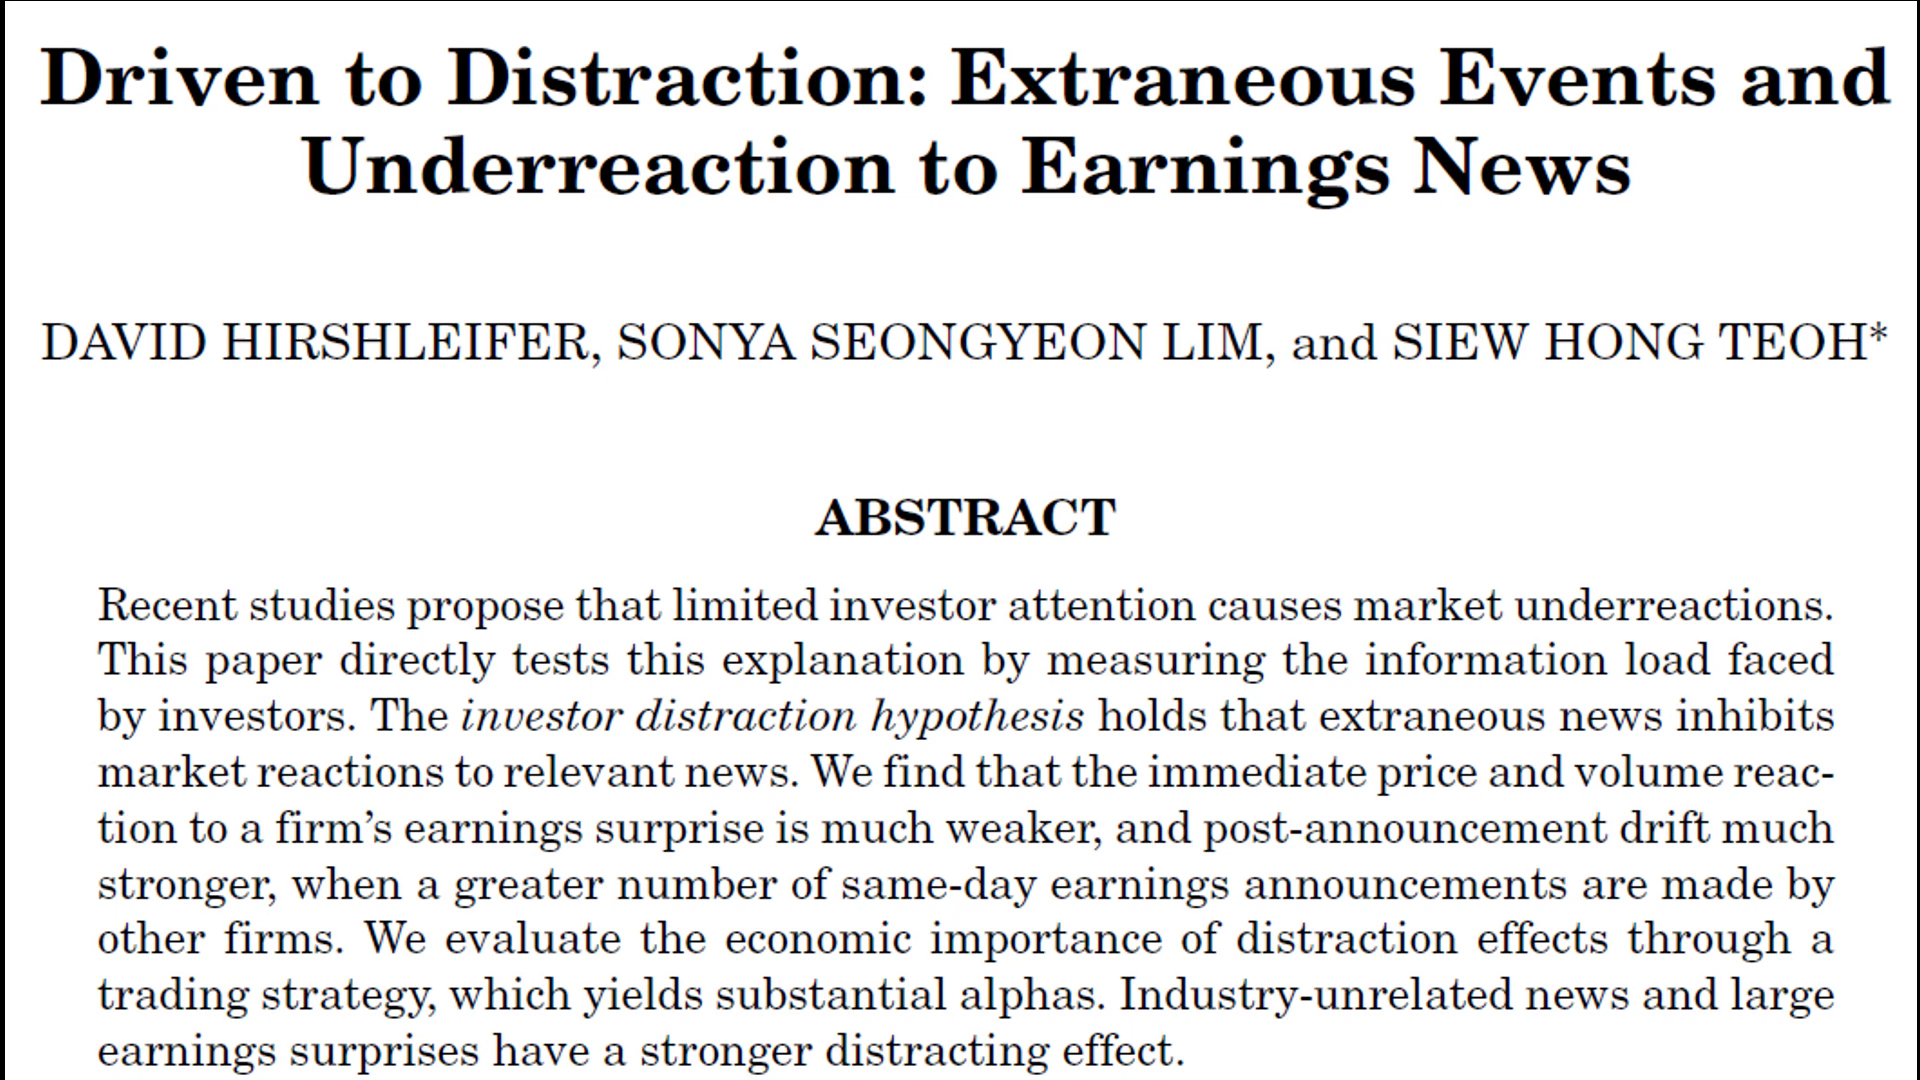 Driven to Distraction: Extraneous Events and
Underreaction to Earnings News
DAVID HIRSHLEIFER, SONYA SEONGYEON LIM, and SIEW HONG TEOH*
ABSTRACT
Recent studies propose that limited investor attention causes market underreactions.
This paper directly tests this explanation by measuring the information load faced
by investors. The investor distraction hypothesis holds that extraneous news inhibits
market reactions to relevant news. We find that the immediate price and volume reac-
tion to a firm's earnings surprise is much weaker, and post-announcement drift much
stronger, when a greater number of same-day earnings announcements are made by
other firms. We evaluate the economic importance of distraction effects through a
trading strategy, which yields substantial alphas. Industry-unrelated news and large
earnings surprises have a stronger distracting effect.